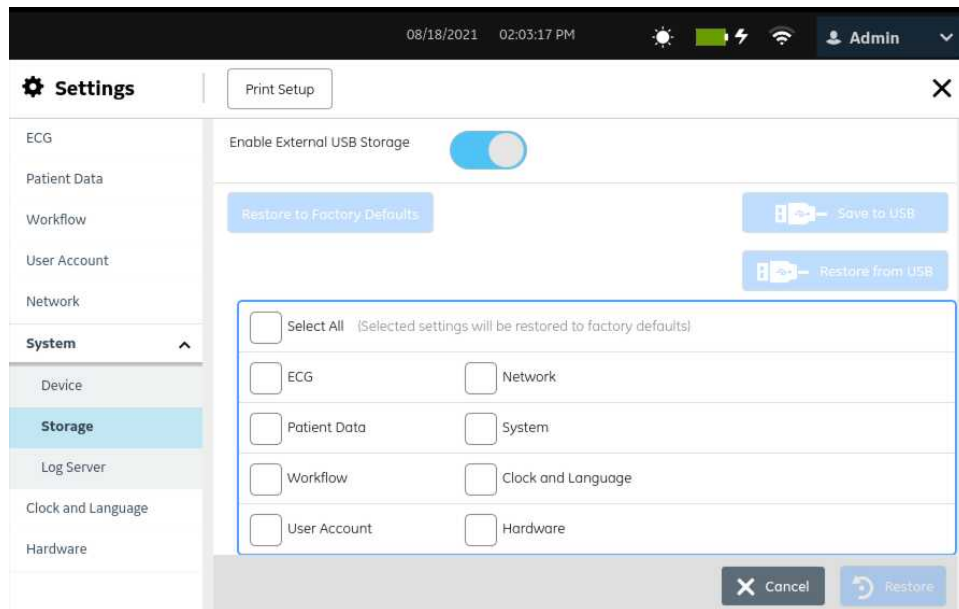 08/18/2021 02:03:17 PM Admin
Settings
Print Setup
ECG
Patient Data
Workflow
User Account
Network
System
Device
Storage
Log Server
Clock and Language
Hardware
Enable External USB Storage
Restore to Factory Defaults
Save to USB
Restore from USB
Select All (Selected settings will be restored to factory defaults)
ECG Network
Patient Data System
Workflow Clock and Language
User Account Hardware
Cancel Restore